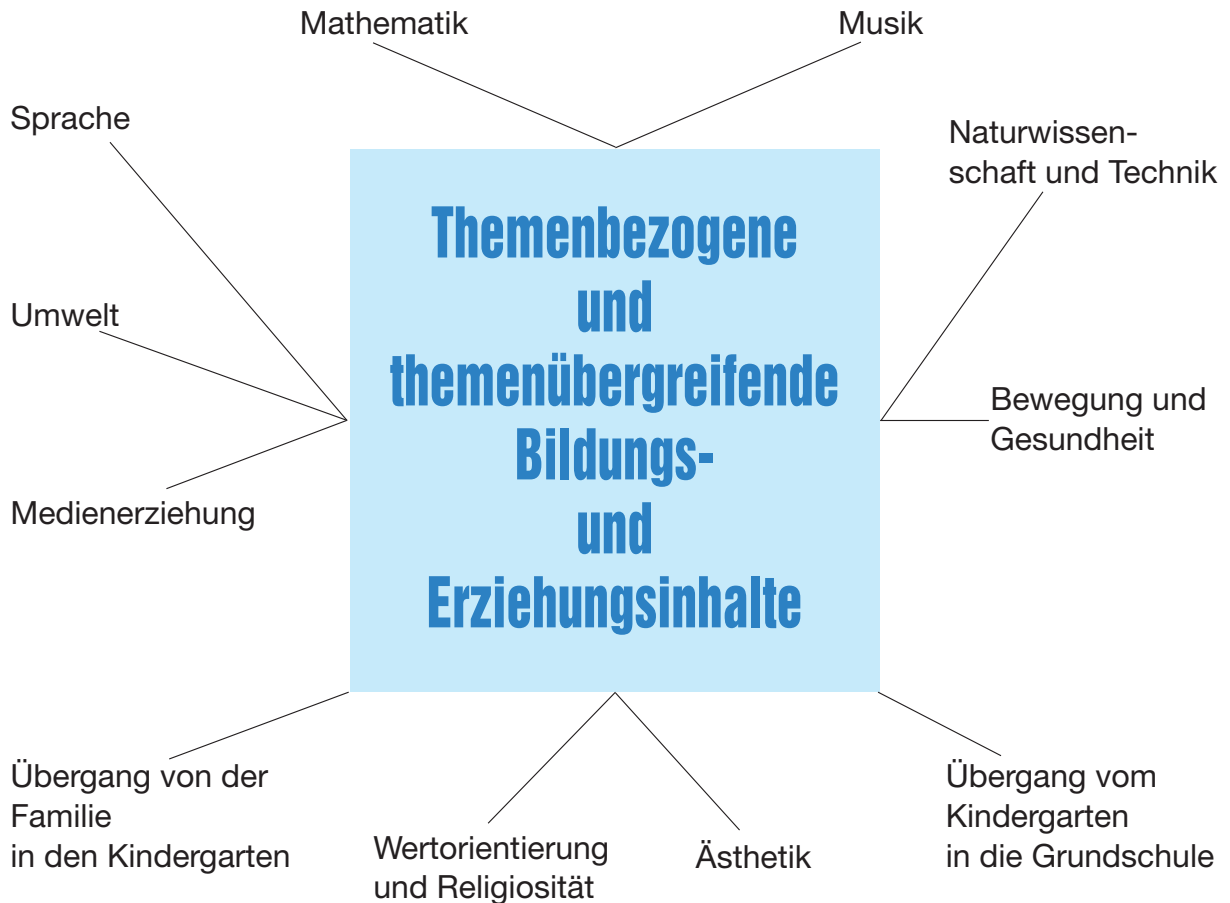 Mathematik
Musik
Sprache
Naturwissen-
schaft und Technik
Themenbezogene
und
themenübergreifende
Bildungs-
und
Erziehungsinhalte
Umwelt
Bewegung und
Gesundheit
Medienerziehung
Übergang von der
Familie
in den Kindergarten
Wertorientierung
und Religiosität
Ästhetik
Übergang vom
Kindergarten
in die Grundschule